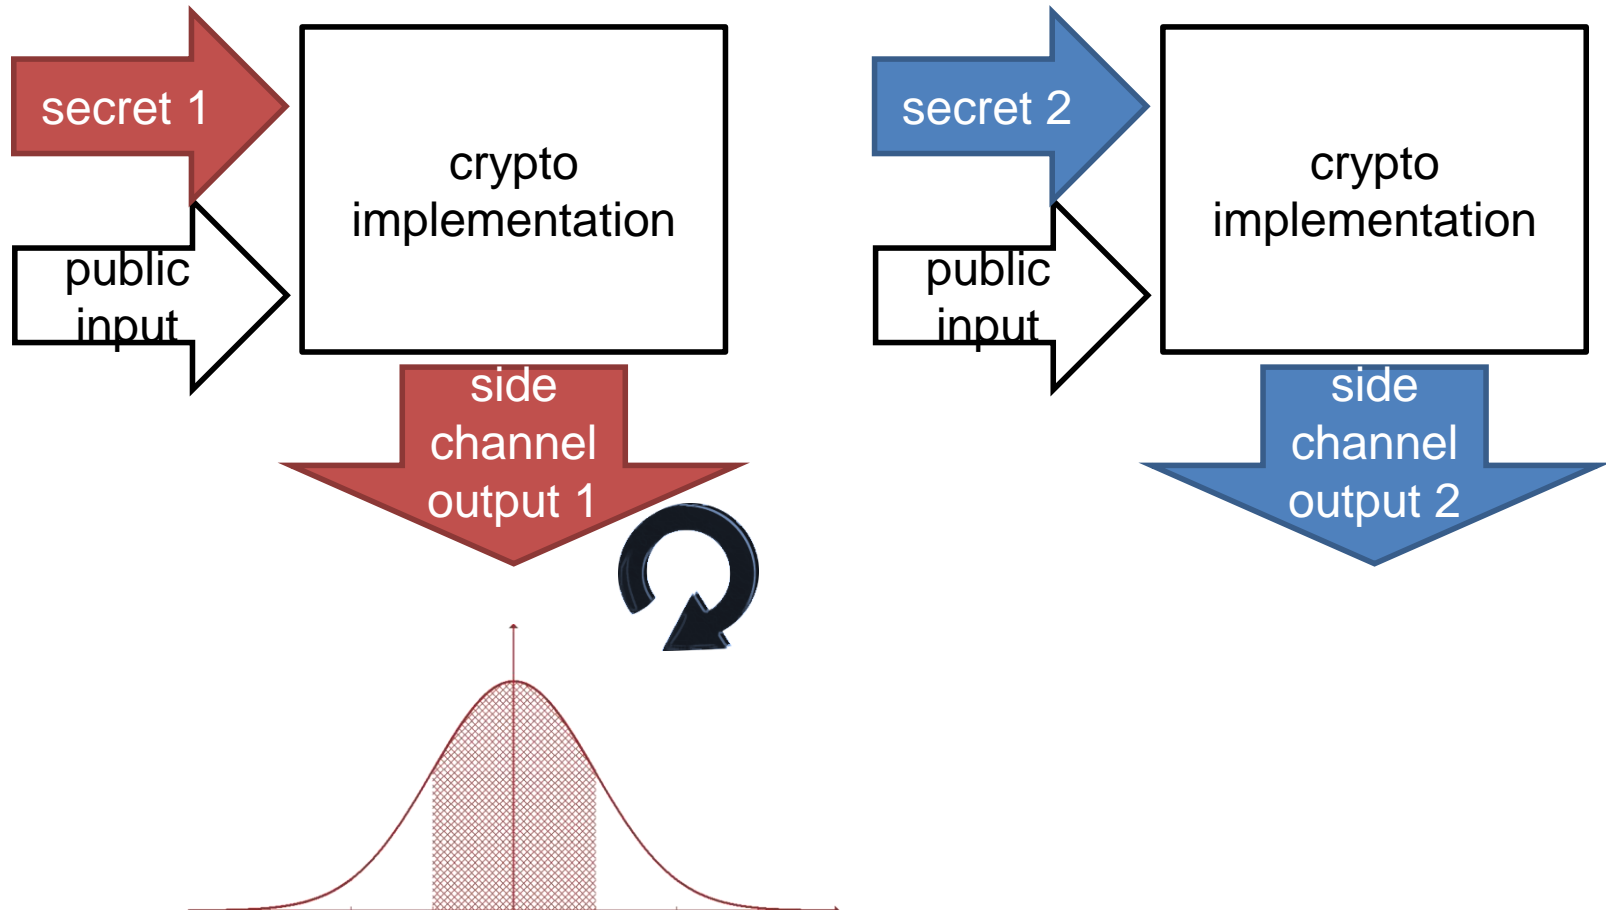 secret 1
crypto
implementation
public
input
side
channel
output 1
secret 2
crypto
implementation
public
input
side
channel
output 2